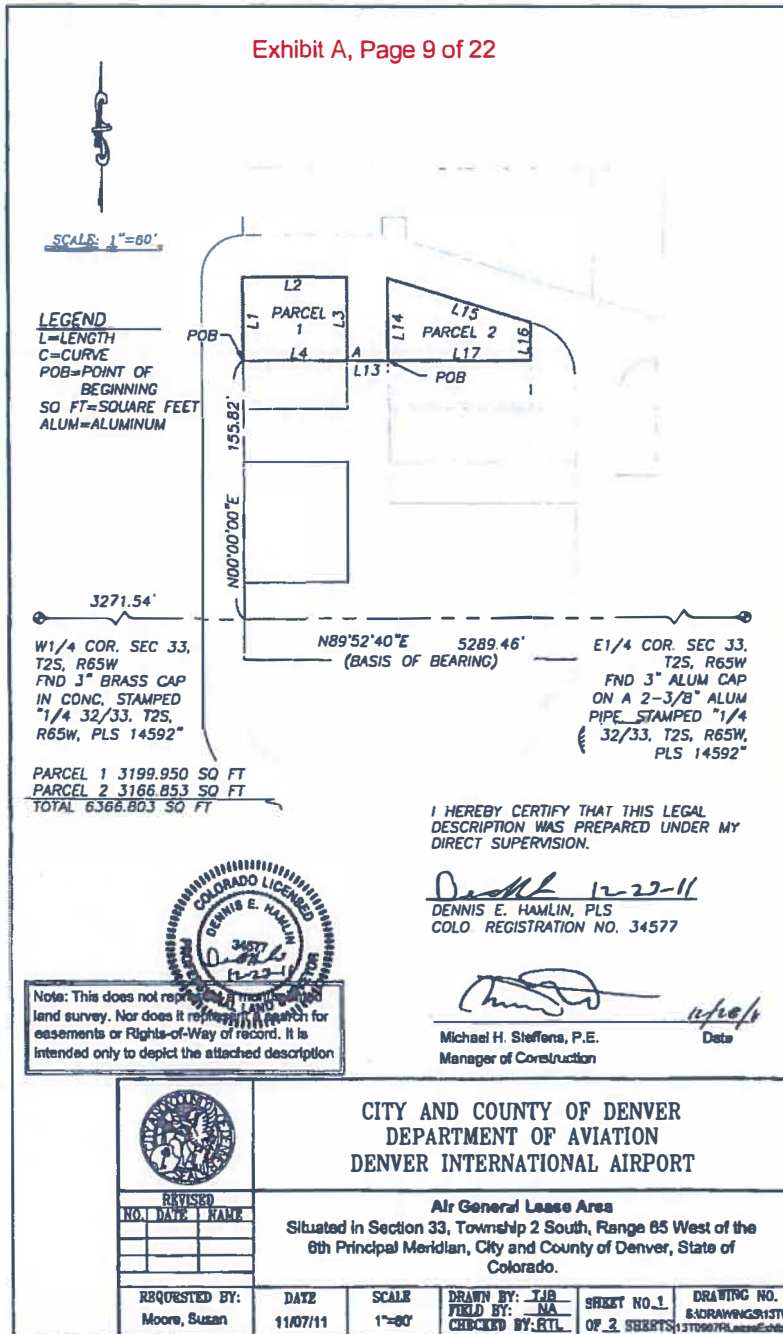 Exhibit A, Page 9 of 22
SCALE: 1"=60'
LEGEND
L=LENGTH
C=CURVE
POB=POINT OF
BEGINNING
SQ FT=SQUARE FEET
ALUM=ALUMINUM
L2
L1
PARCEL
1
L3
L4
POB
A
L13
L14
L15
PARCEL 2
L16
L17
POB
155.82'
N00°00'00"E
3271.54'
N89°52'40"E 5289.46'
(BASIS OF BEARING)
W1/4 COR. SEC 33,
T2S, R65W
FND 3" BRASS CAP
IN CONC, STAMPED
"1/4 32/33, T2S,
R65W, PLS 14592"
E1/4 COR. SEC 33,
T2S, R65W
FND 3" ALUM CAP
ON A 2-3/8" ALUM
PIPE STAMPED "1/4
32/33, T2S, R65W,
PLS 14592"
PARCEL 1 3199.950 SQ FT
PARCEL 2 3166.853 SQ FT
TOTAL 6366.803 SQ FT
I HEREBY CERTIFY THAT THIS LEGAL
DESCRIPTION WAS PREPARED UNDER MY
DIRECT SUPERVISION.
12-23-11
DENNIS E. HAMLIN, PLS
COLO REGISTRATION NO. 34577
COLORADO LICENSED
DENNIS E. HAMLIN
34577
12-23-11
PROFESSIONAL LAND SURVEYOR
Note: This does not represent a monumented
land survey. Nor does it represent a search for
easements or Rights-of-Way of record. It is
intended only to depict the attached description
Michael H. Steffens, P.E.
Manager of Construction
Date
CITY AND COUNTY OF DENVER
DEPARTMENT OF AVIATION
DENVER INTERNATIONAL AIRPORT
REVISED
NO. DATE NAME
Air General Lease Area
Situated in Section 33, Township 2 South, Range 65 West of the
6th Principal Meridian, City and County of Denver, State of
Colorado.
REQUESTED BY:
Moore, Susan
DATE
11/07/11
SCALE
1"=60'
DRAWN BY: TJB
FIELD BY: NA
CHECKED BY: RTL
SHEET NO. 1
OF 2 SHEETS
DRAWING NO.